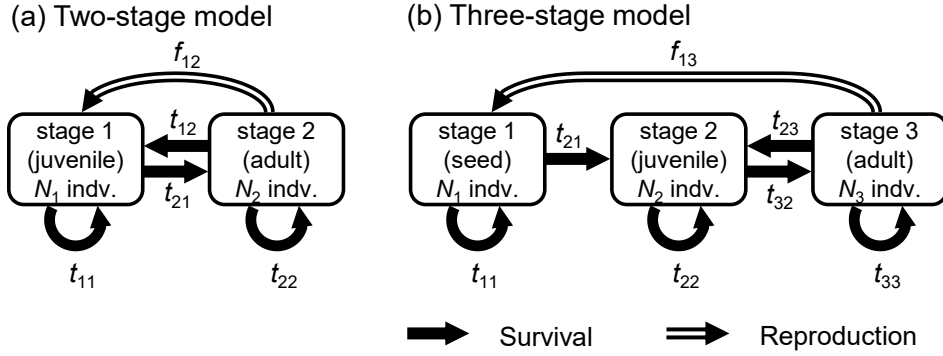 (a) Two-stage model
(b) Three-stage model
f12
f13
stage 1
(juvenile)
N1 indv.
t12
t21
stage 2
(adult)
N2 indv.
t11
t22
stage 1
(seed)
N1 indv.
t21
stage 2
(juvenile)
N2 indv.
t23
t32
stage 3
(adult)
N3 indv.
t11
t22
t33
Survival
Reproduction